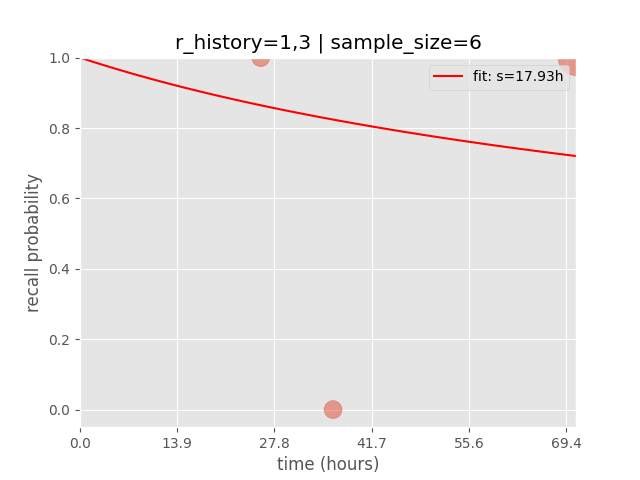 r_history=1,3 | sample_size=6
fit: s=17.93h
recall probability
1.0
0.8
0.6
0.4
0.2
0.0
0.0 13.9 27.8 41.7 55.6 69.4
time (hours)